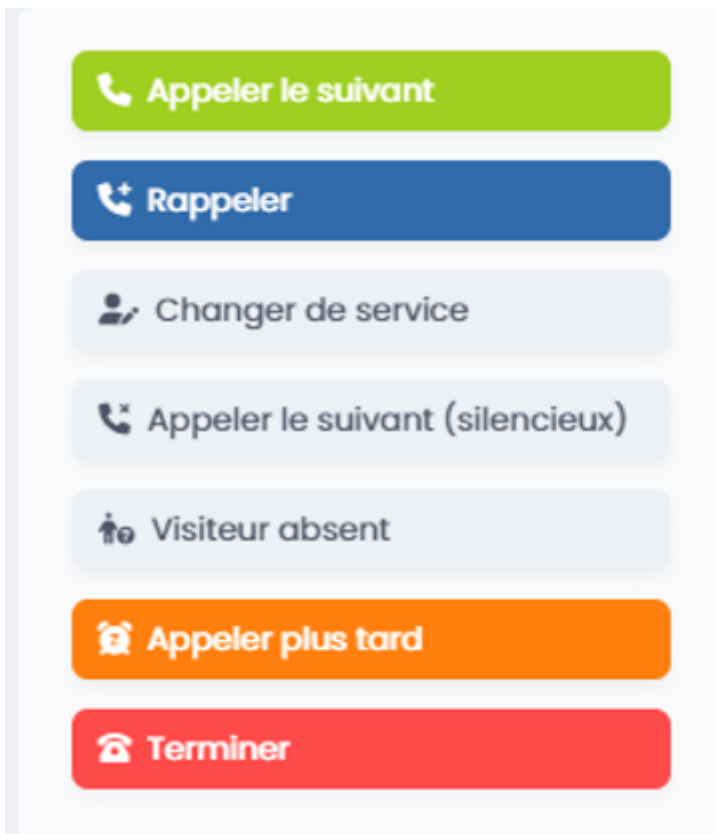 Appeler le suivant
Rappeler
Changer de service
Appeler le suivant (silencieux)
Visiteur absent
Appeler plus tard
Terminer